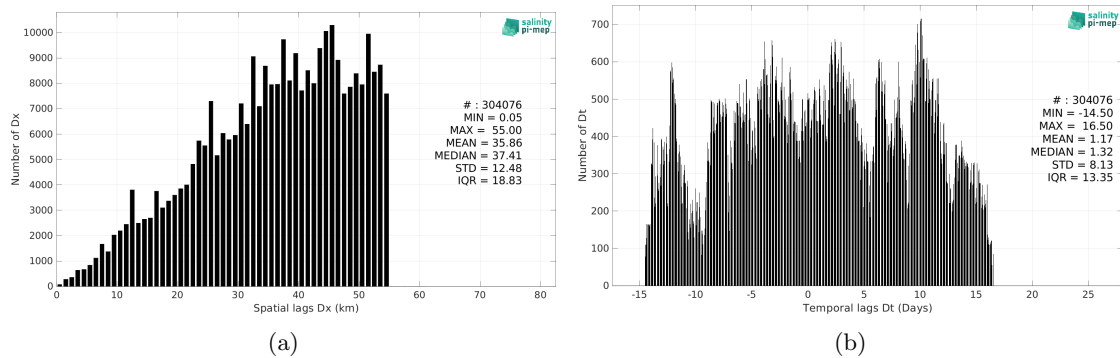 10000
9000
8000
7000
6000
5000
4000
3000
2000
1000
0
Number of Dx
0 10 20 30 40 50 60 70 80
Spatial lags Dx (km)
salinity
pi-mep
# : 304076
MIN = 0.05
MAX = 55.00
MEAN = 35.86
MEDIAN = 37.41
STD = 12.48
IQR = 18.83
(a)
700
600
500
400
300
200
100
0
Number of Dt
-15 -10 -5 0 5 10 15 20 25
Temporal lags Dt (Days)
salinity
pi-mep
# : 304076
MIN = -14.50
MAX = 16.50
MEAN = 1.17
MEDIAN = 1.32
STD = 8.13
IQR = 13.35
(b)